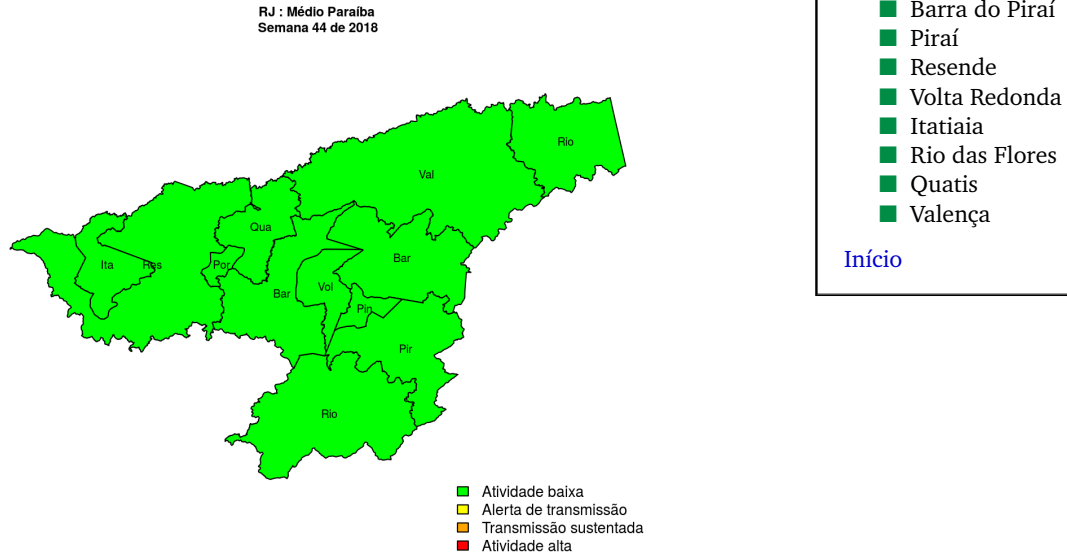 RJ : Médio Paraíba
Semana 44 de 2018
Rio
Val
Qua
Bar
Ita
Res
Por
Bar
Vol
Pin
Pir
Rio
Atividade baixa
Alerta de transmissão
Transmissão sustentada
Atividade alta
Barra do Piraí
Piraí
Resende
Volta Redonda
Itatiaia
Rio das Flores
Quatis
Valença
Início